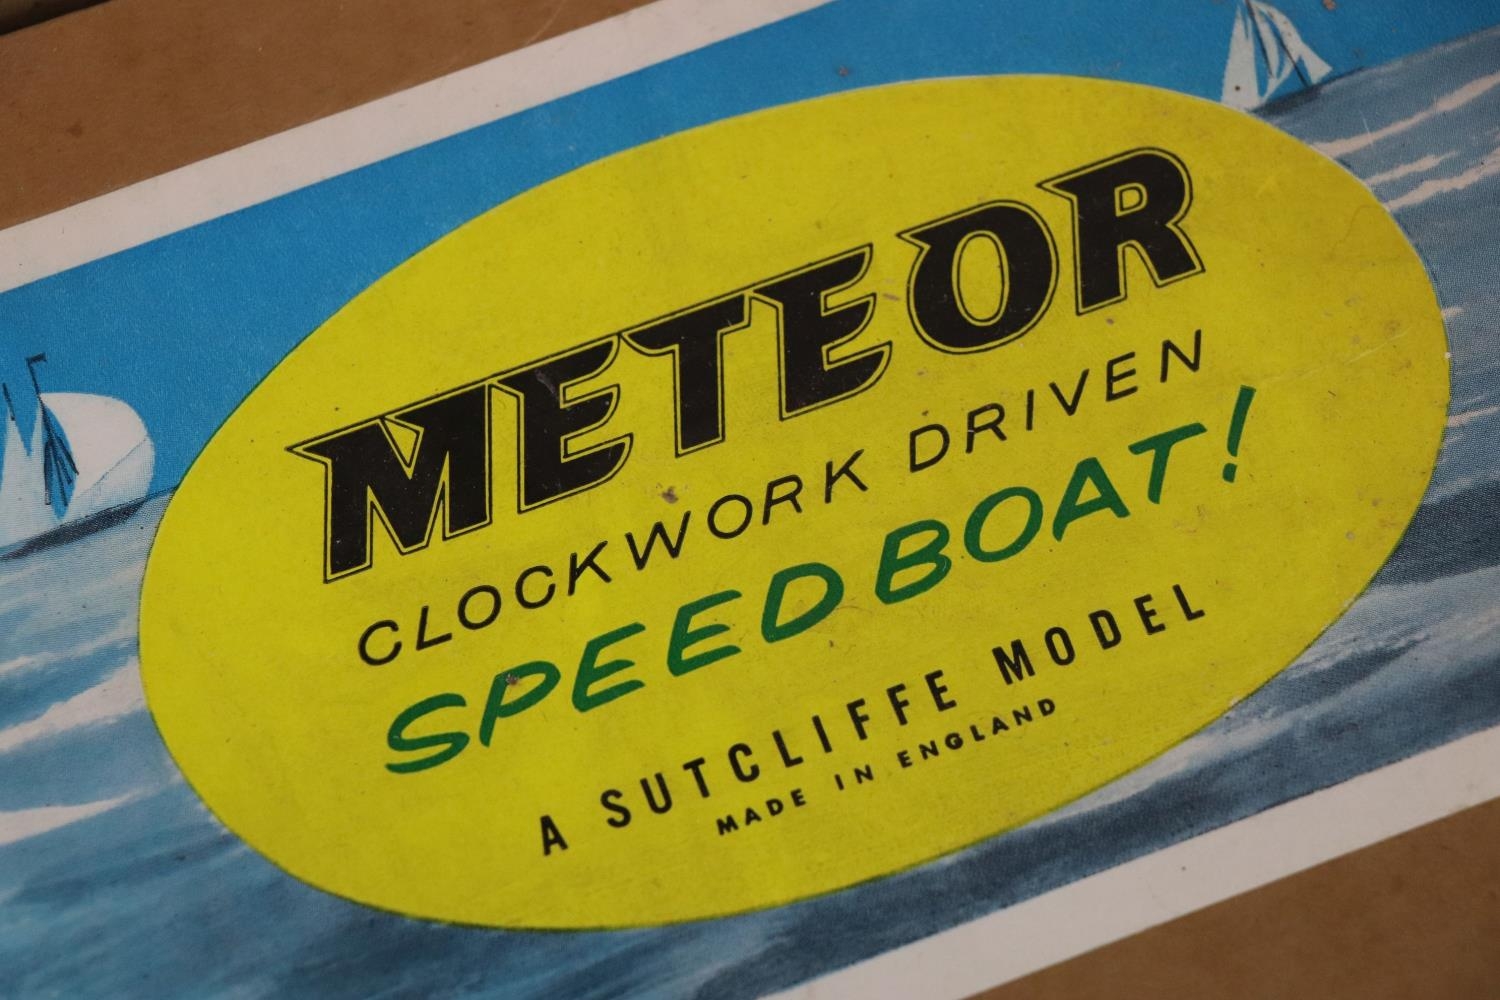 METEOR
CLOCKWORK DRIVEN
SPEEDBOAT!
A SUTCLIFFE MODEL
MADE IN ENGLAND